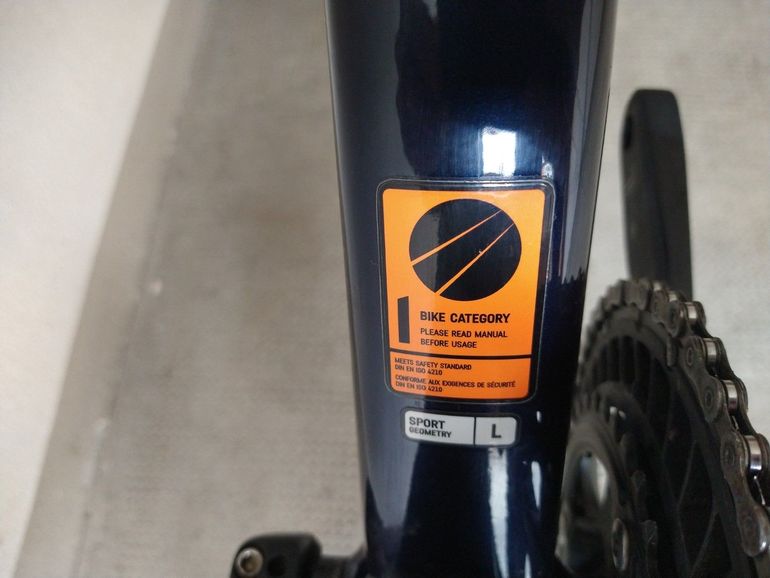 1
BIKE CATEGORY
PLEASE READ MANUAL
BEFORE USAGE
MEETS SAFETY STANDARD
DIN EN ISO 4210
CONFORME AUX EXIGENCES DE SÉCURITÉ
DIN EN ISO 4210
SPORT
GEOMETRY
L